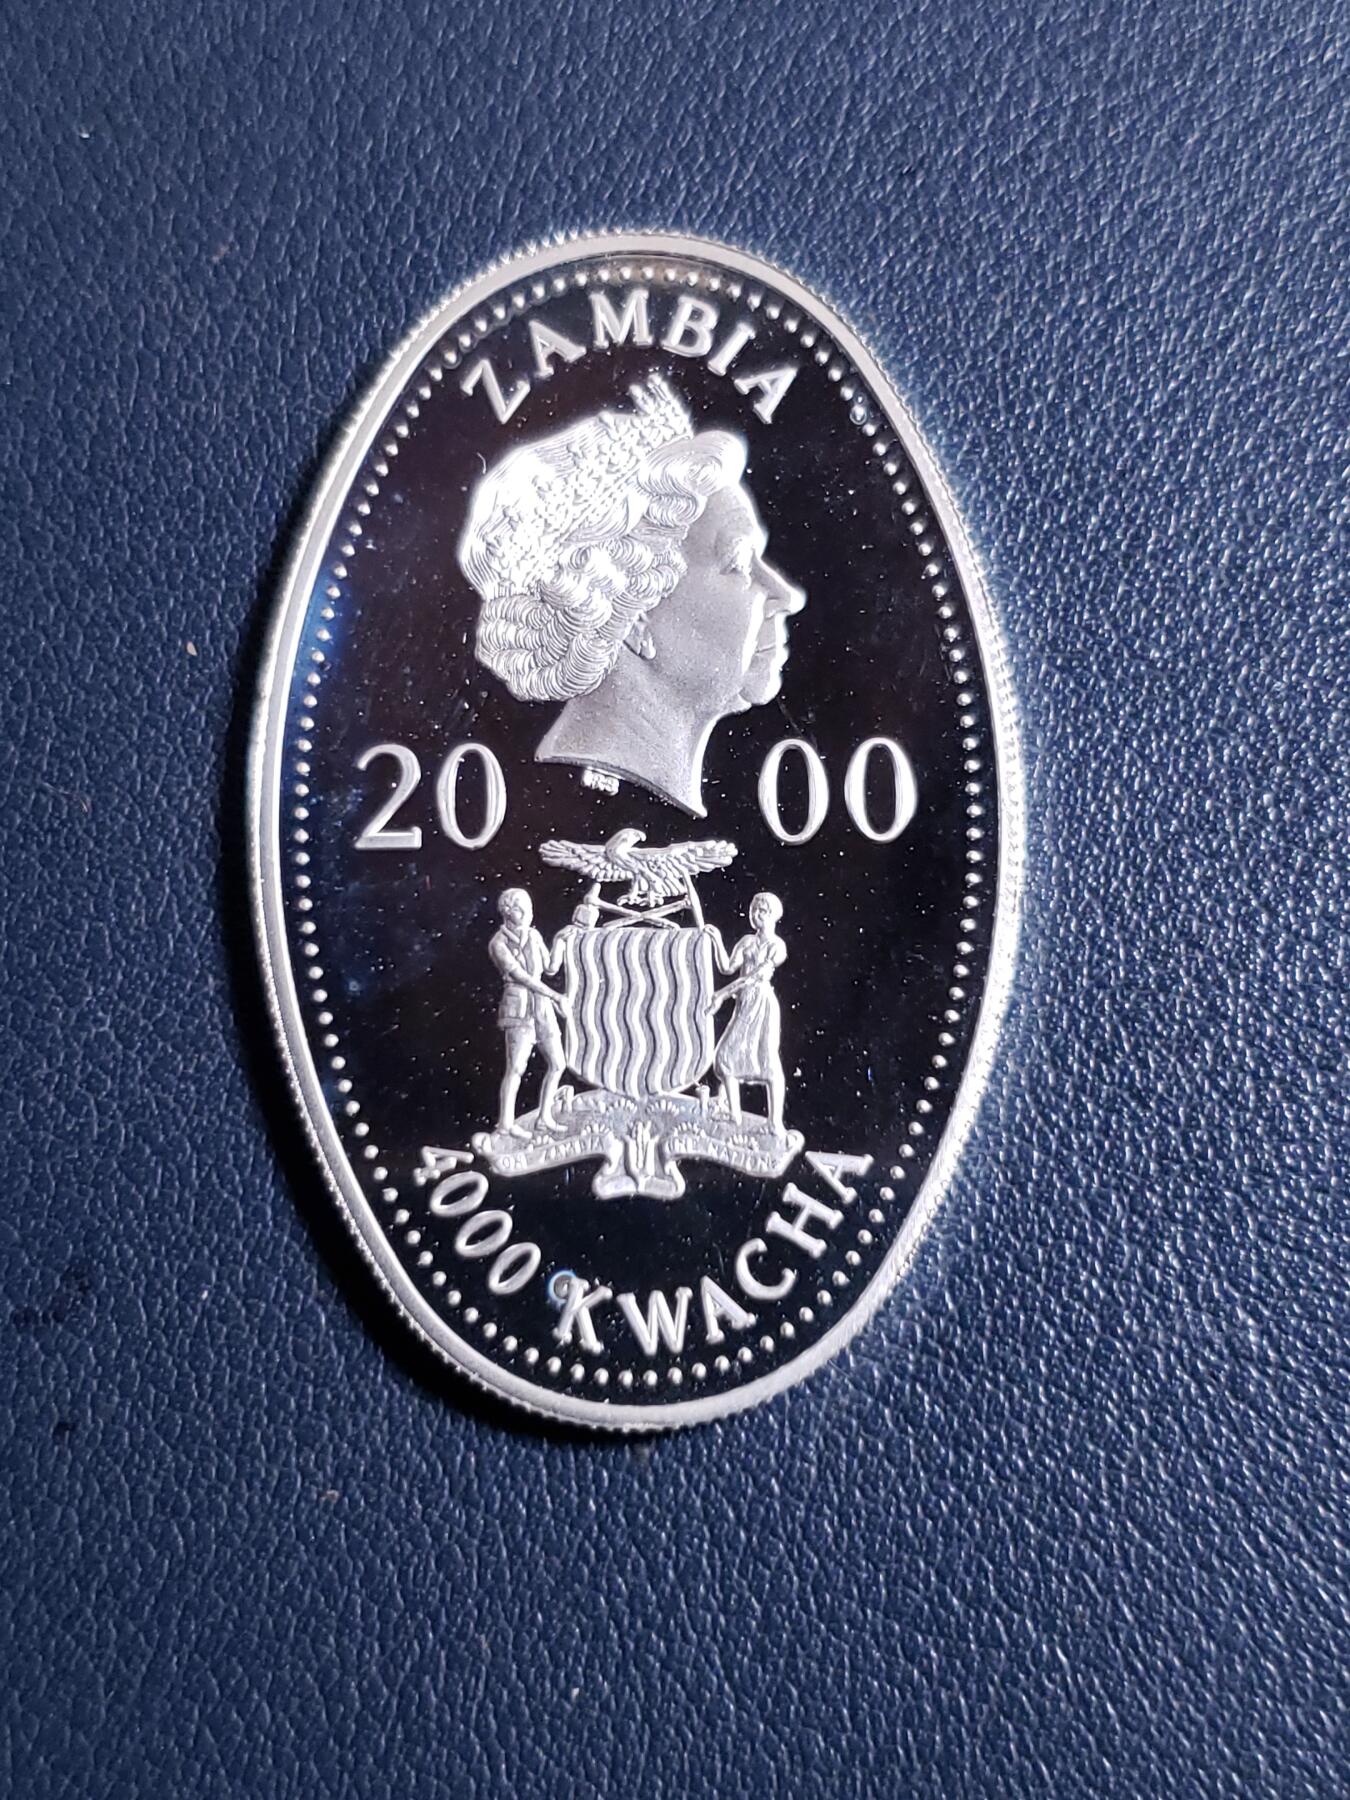 ZAMBIA
20 00
ONE ZAMBIA ONE NATION
4000 KWACHA